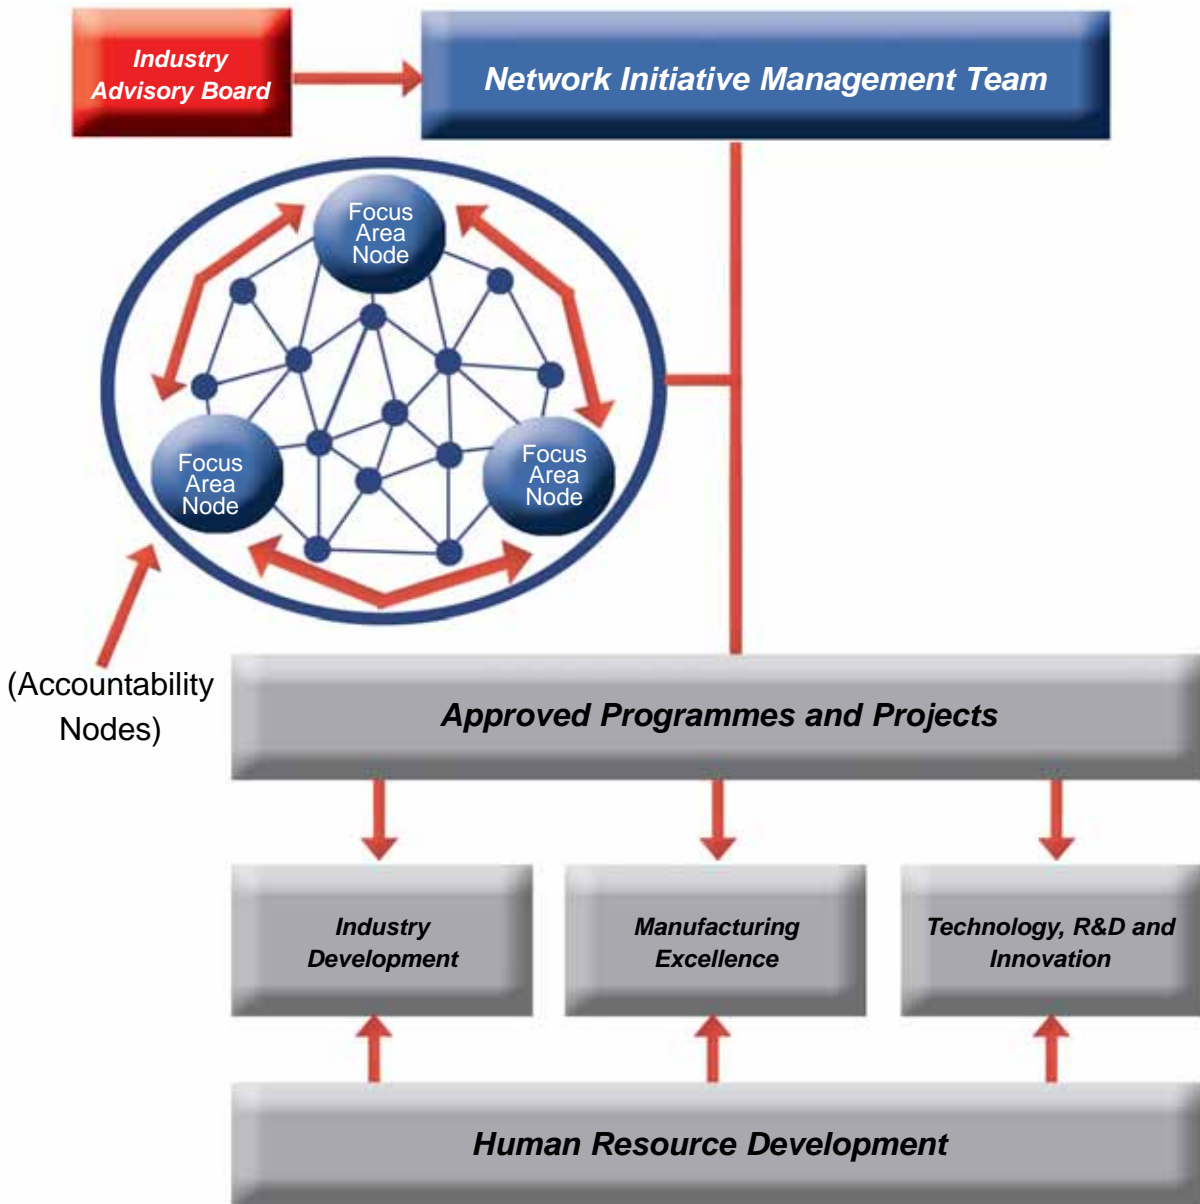 Industry
Advisory Board
Network Initiative Management Team
Focus
Area
Node
Focus
Area
Node
Focus
Area
Node
(Accountability
Nodes)
Approved Programmes and Projects
Industry
Development
Manufacturing
Excellence
Technology, R&D and
Innovation
Human Resource Development